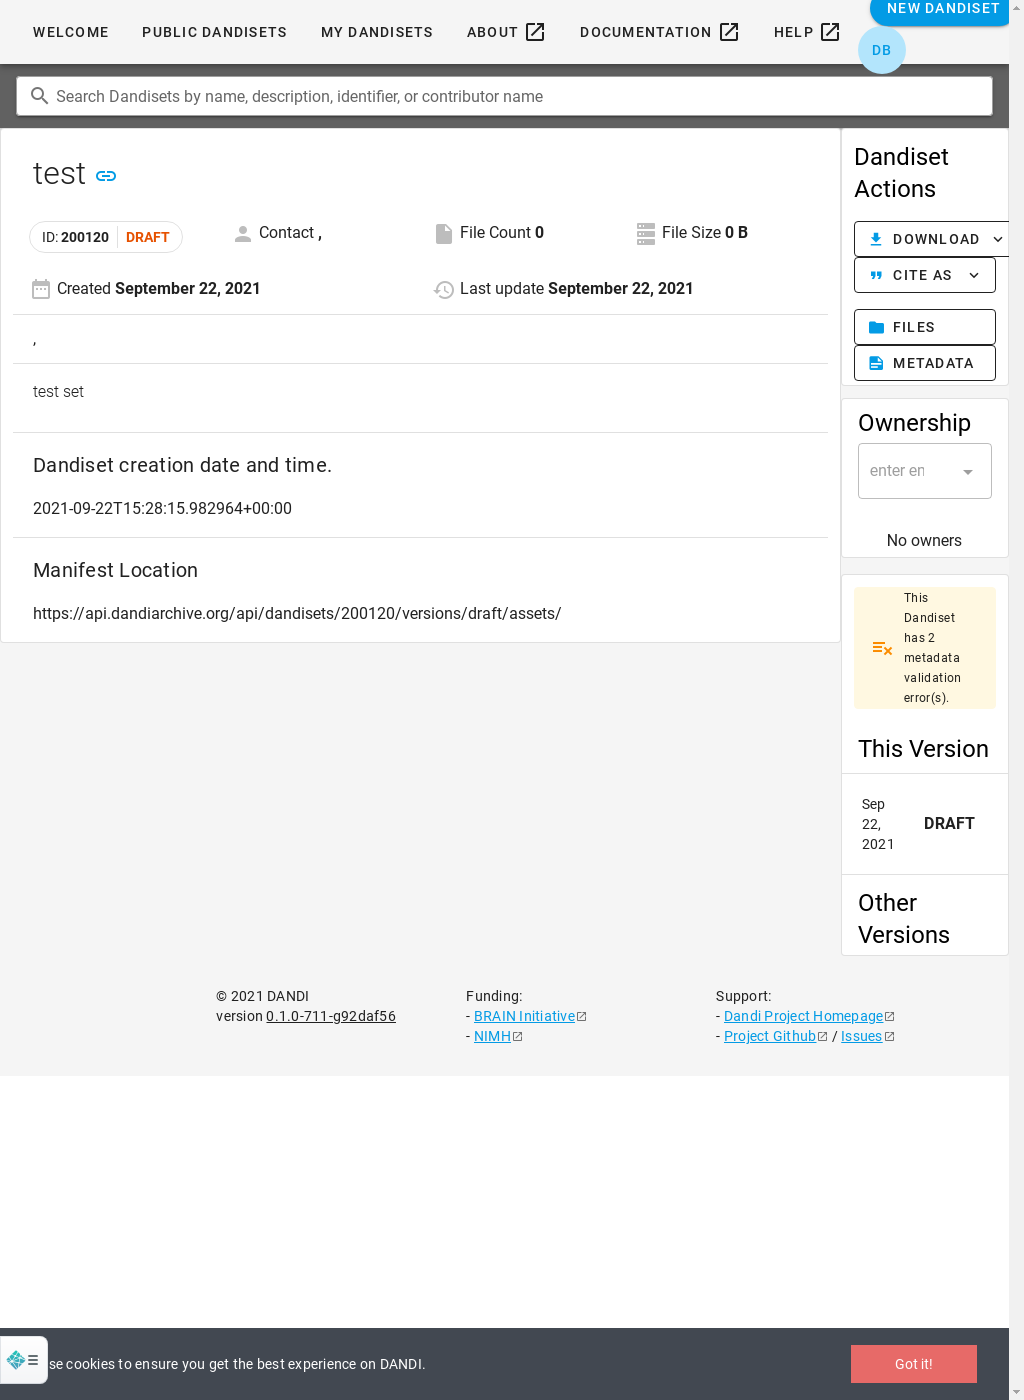 WELCOME
PUBLIC DANDISETS
MY DANDISETS
ABOUT
DOCUMENTATION
HELP
NEW DANDISET
DB
Search Dandisets by name, description, identifier, or contributor name
test
ID: 200120 DRAFT
Contact ,
File Count 0
File Size 0 B
Created September 22, 2021
Last update September 22, 2021
,
test set
Dandiset creation date and time.
2021-09-22T15:28:15.982964+00:00
Manifest Location
https://api.dandiarchive.org/api/dandisets/200120/versions/draft/assets/
Dandiset
Actions
DOWNLOAD
CITE AS
FILES
METADATA
Ownership
enter en
No owners
This
Dandiset
has 2
metadata
validation
error(s).
This Version
Sep
22,
2021
DRAFT
Other
Versions
© 2021 DANDI
version 0.1.0-711-g92daf56
Funding:
- BRAIN Initiative
- NIMH
Support:
- Dandi Project Homepage
- Project Github / Issues
se cookies to ensure you get the best experience on DANDI.
Got it!